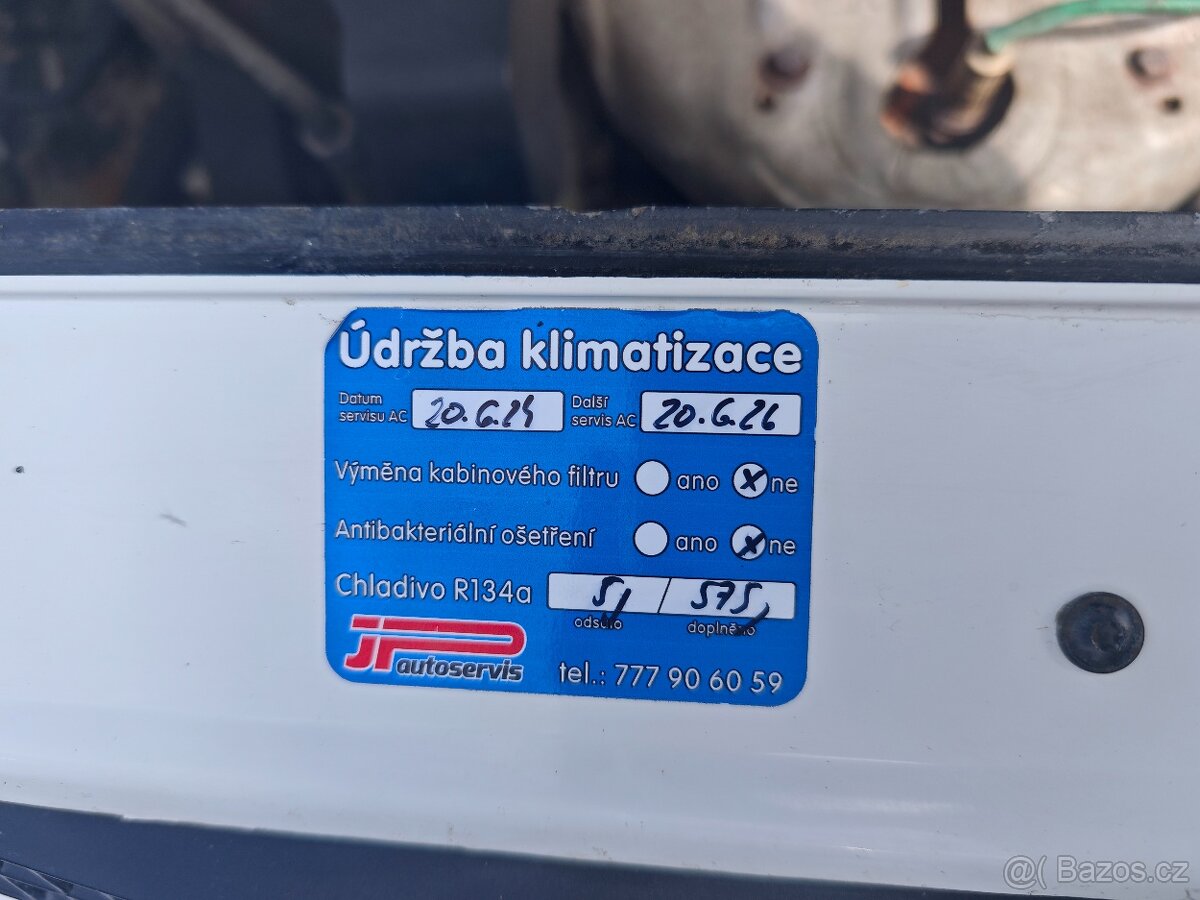 Údržba klimatizace
Datum servisu AC 20.6.24 Další servis AC 20.6.26
Výměna kabinového filtru ano x ne
Antibakteriální ošetření ano x ne
Chladivo R134a 5, / 575,
odsáto doplněno
JP autoservis tel.: 777 90 60 59
@( Bazos.cz